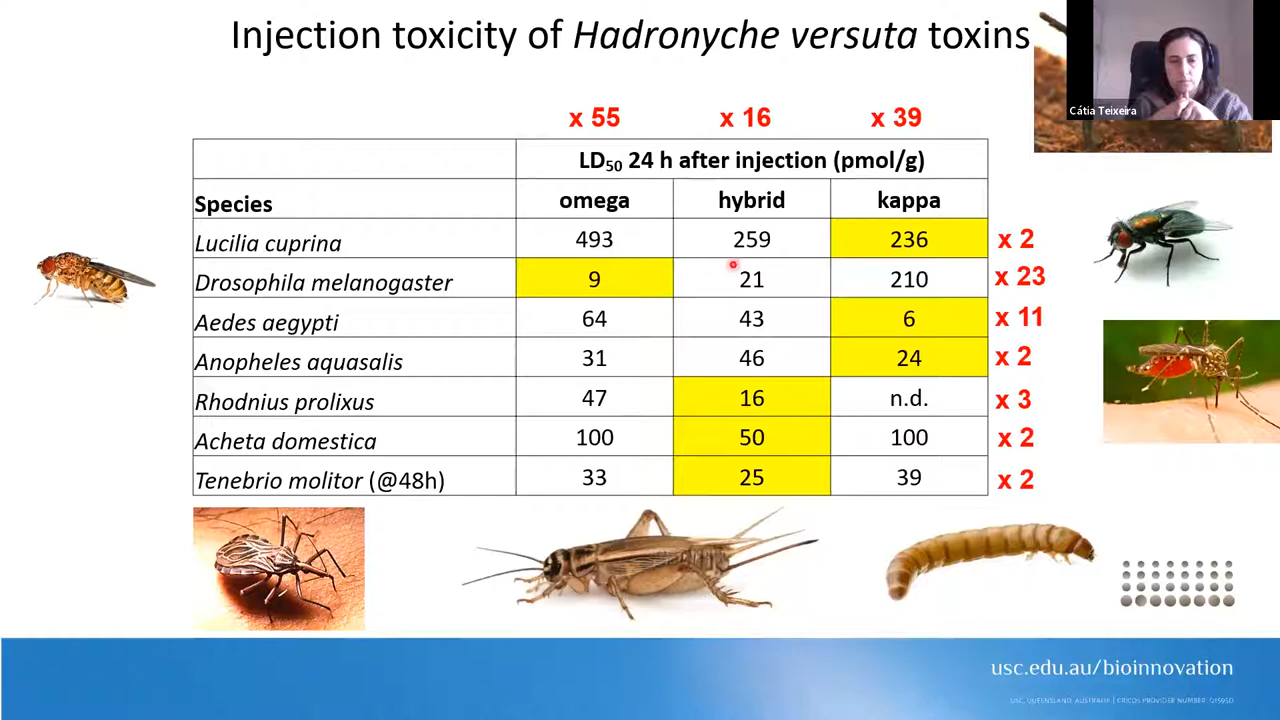 Injection toxicity of Hadronyche versuta toxins
Cátia Teixeira
x 55 x 16 x 39
LD₅₀ 24 h after injection (pmol/g)
Species omega hybrid kappa
Lucilia cuprina 493 259 236 x 2
Drosophila melanogaster 9 21 210 x 23
Aedes aegypti 64 43 6 x 11
Anopheles aquasalis 31 46 24 x 2
Rhodnius prolixus 47 16 n.d. x 3
Acheta domestica 100 50 100 x 2
Tenebrio molitor (@48h) 33 25 39 x 2
usc.edu.au/bioinnovation
USC, QUEENSLAND, AUSTRALIA | CRICOS PROVIDER NUMBER: 01595D